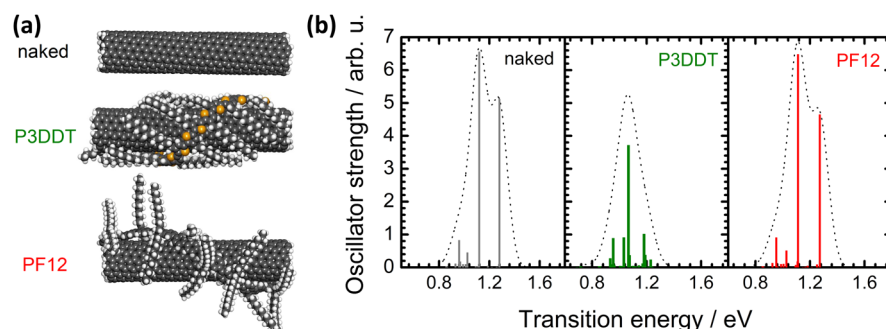 (a)
naked
P3DDT
PF12
(b)
Oscillator strength / arb. u.
7
6
5
4
3
2
1
0
naked
P3DDT
PF12
0.8 1.2 1.6 0.8 1.2 1.6 0.8 1.2 1.6
Transition energy / eV